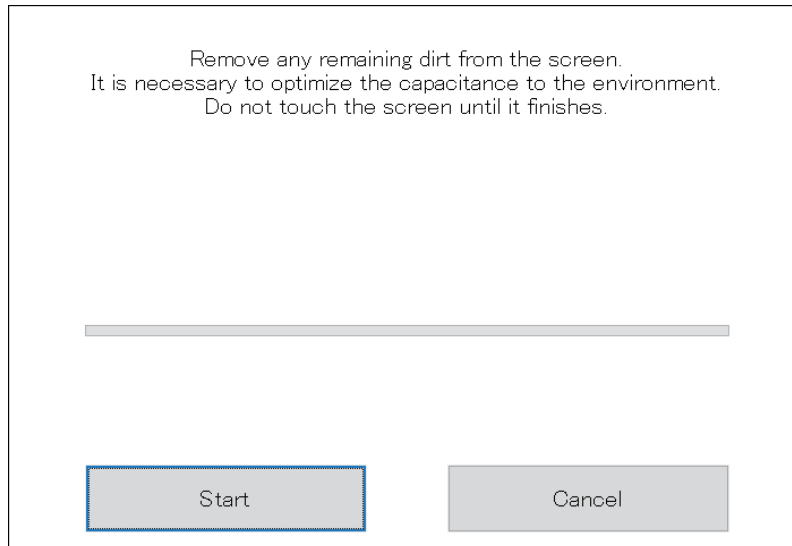 Remove any remaining dirt from the screen.
It is necessary to optimize the capacitance to the environment.
Do not touch the screen until it finishes.
Start
Cancel